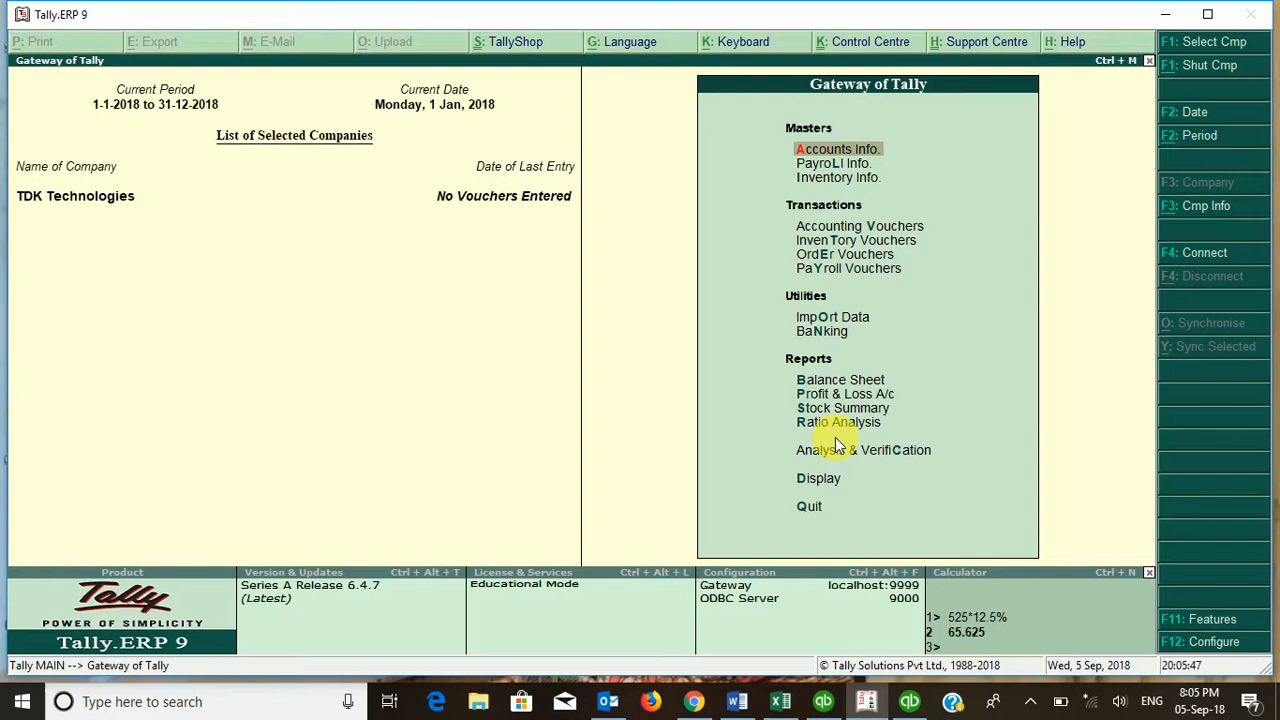 Tally.ERP 9
P: Print
E: Export
M: E-Mail
O: Upload
S: TallyShop
G: Language
K: Keyboard
K: Control Centre
H: Support Centre
H: Help
F1: Select Cmp
F1: Shut Cmp
F2: Date
F2: Period
F3: Company
F3: Cmp Info
F4: Connect
F4: Disconnect
O: Synchronise
Y: Sync Selected
F11: Features
F12: Configure
Gateway of Tally
Ctrl + M
Current Period
1-1-2018 to 31-12-2018
Current Date
Monday, 1 Jan, 2018
List of Selected Companies
Name of Company
Date of Last Entry
TDK Technologies
No Vouchers Entered
Gateway of Tally
Masters
Accounts Info.
PayroLl Info.
Inventory Info.
Transactions
Accounting Vouchers
InvenTory Vouchers
OrdEr Vouchers
PaYroll Vouchers
Utilities
ImpOrt Data
BaNking
Reports
Balance Sheet
Profit & Loss A/c
Stock Summary
Ratio Analysis
Analysis & VerifiCation
Display
Quit
Product
Tally
POWER OF SIMPLICITY
Tally.ERP 9
Version & Updates
Ctrl + Alt + T
Series A Release 6.4.7
(Latest)
License & Services
Ctrl + Alt + L
Educational Mode
Configuration
Ctrl + Alt + F
Gateway
localhost:9999
ODBC Server
9000
Calculator
Ctrl + N
1> 525*12.5%
2 65.625
3>
Tally MAIN --> Gateway of Tally
© Tally Solutions Pvt Ltd., 1988-2018
Wed, 5 Sep, 2018
20:05:47
Type here to search
ENG
8:05 PM
05-Sep-18
7